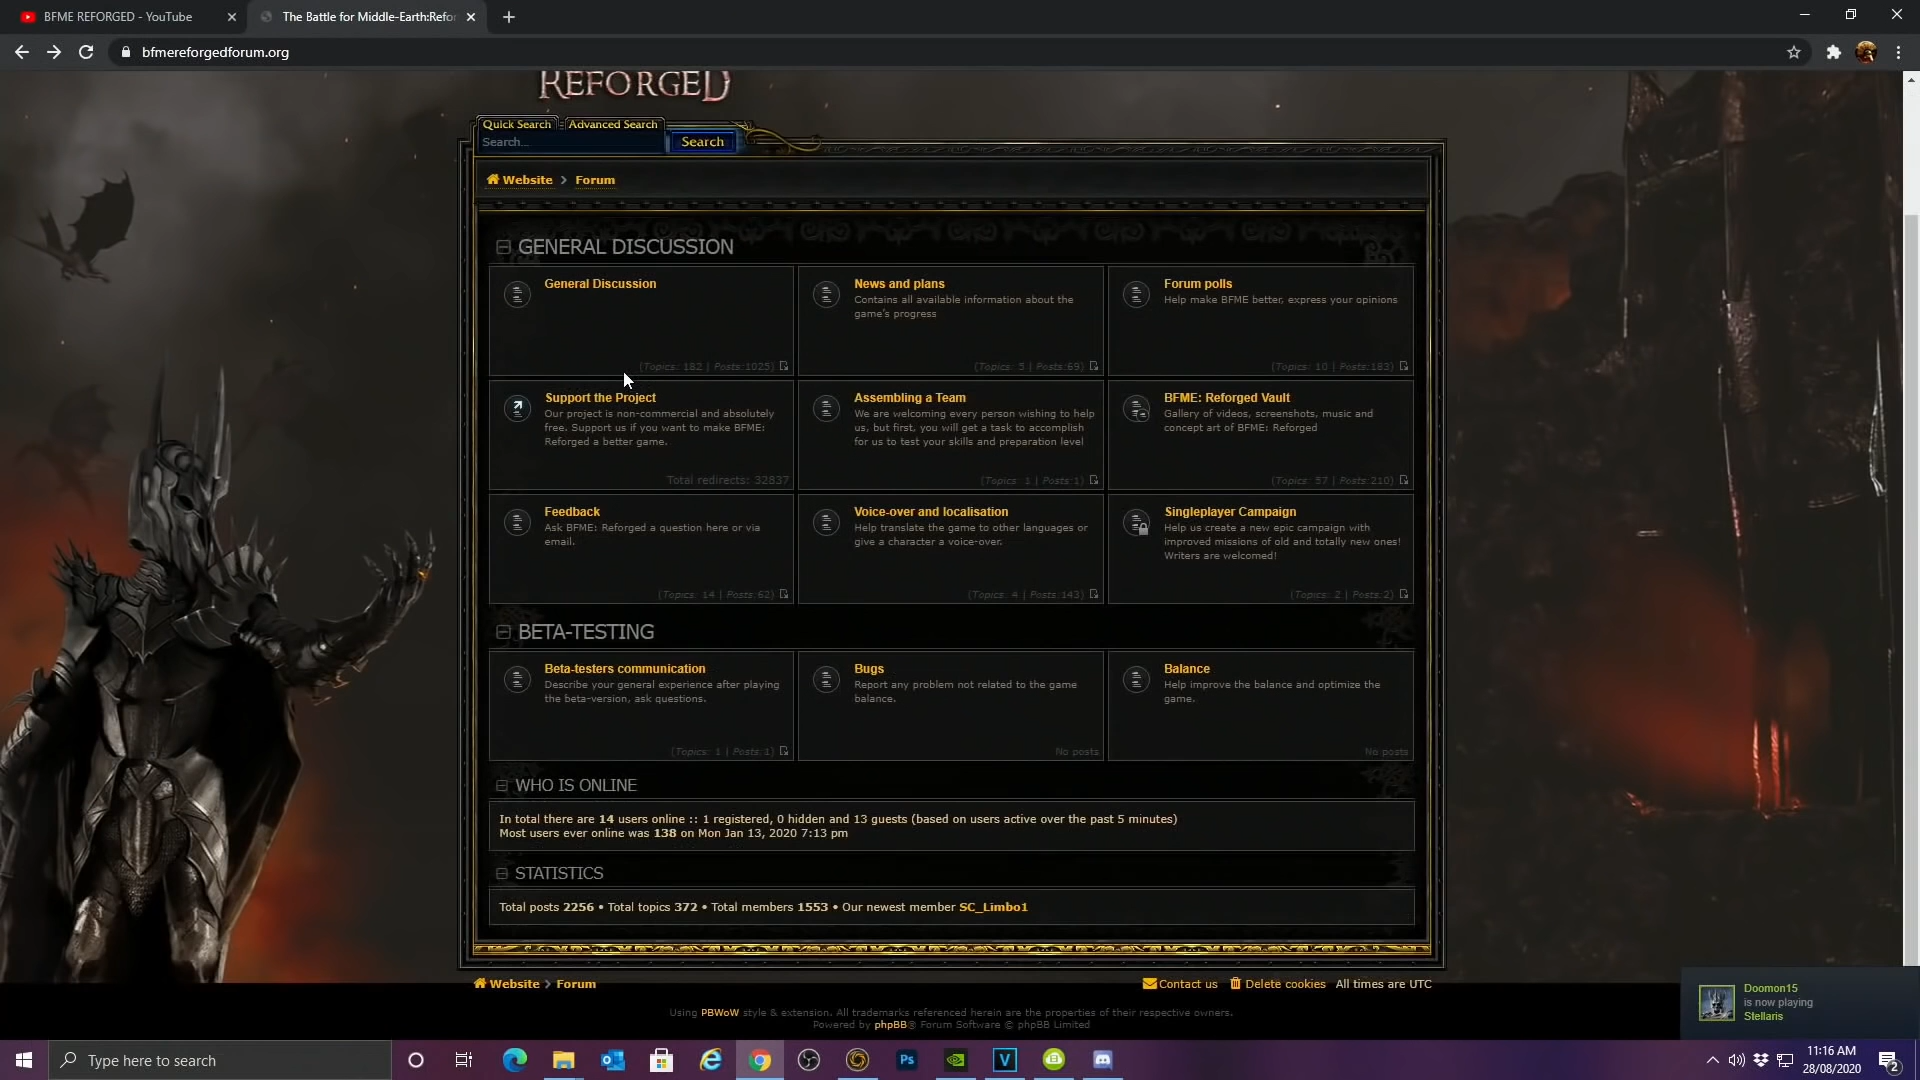 BFME REFORGED - YouTube
The Battle for Middle-Earth:Refor
bfmereforgedforum.org
REFORGED
Quick Search
Advanced Search
Search...
Search
Website
Forum
GENERAL DISCUSSION
General Discussion
(Topics: 182 | Posts:1025)
News and plans
Contains all available information about the
game's progress
(Topics: 5 | Posts:69)
Forum polls
Help make BFME better, express your opinions
(Topics: 10 | Posts:183)
Support the Project
Our project is non-commercial and absolutely
free. Support us if you want to make BFME:
Reforged a better game.
Total redirects: 32837
Assembling a Team
We are welcoming every person wishing to help
us, but first, you will get a task to accomplish
for us to test your skills and preparation level
(Topics: 1 | Posts:1)
BFME: Reforged Vault
Gallery of videos, screenshots, music and
concept art of BFME: Reforged
(Topics: 57 | Posts:210)
Feedback
Ask BFME: Reforged a question here or via
email.
(Topics: 14 | Posts:62)
Voice-over and localisation
Help translate the game to other languages or
give a character a voice-over.
(Topics: 4 | Posts:143)
Singleplayer Campaign
Help us create a new epic campaign with
improved missions of old and totally new ones!
Writers are welcomed!
(Topics: 2 | Posts:2)
BETA-TESTING
Beta-testers communication
Describe your general experience after playing
the beta-version, ask questions.
(Topics: 1 | Posts:1)
Bugs
Report any problem not related to the game
balance.
No posts
Balance
Help improve the balance and optimize the
game.
No posts
WHO IS ONLINE
In total there are 14 users online :: 1 registered, 0 hidden and 13 guests (based on users active over the past 5 minutes)
Most users ever online was 138 on Mon Jan 13, 2020 7:13 pm
STATISTICS
Total posts 2256 • Total topics 372 • Total members 1553 • Our newest member SC_Limbo1
Website
Forum
Contact us
Delete cookies
All times are UTC
Using PBWoW style & extension. All trademarks referenced herein are the properties of their respective owners.
Powered by phpBB® Forum Software © phpBB Limited
Doomon15
is now playing
Stellaris
Type here to search
Ps
V
11:16 AM
28/08/2020
2